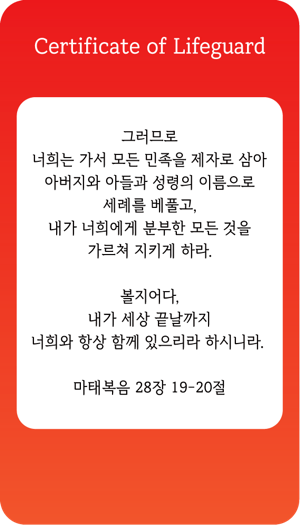 Certificate of Lifeguard
그러므로
너희는 가서 모든 민족을 제자로 삼아
아버지와 아들과 성령의 이름으로
세례를 베풀고,
내가 너희에게 분부한 모든 것을
가르쳐 지키게 하라.
볼지어다,
내가 세상 끝날까지
너희와 항상 함께 있으리라 하시니라.
마태복음 28장 19-20절